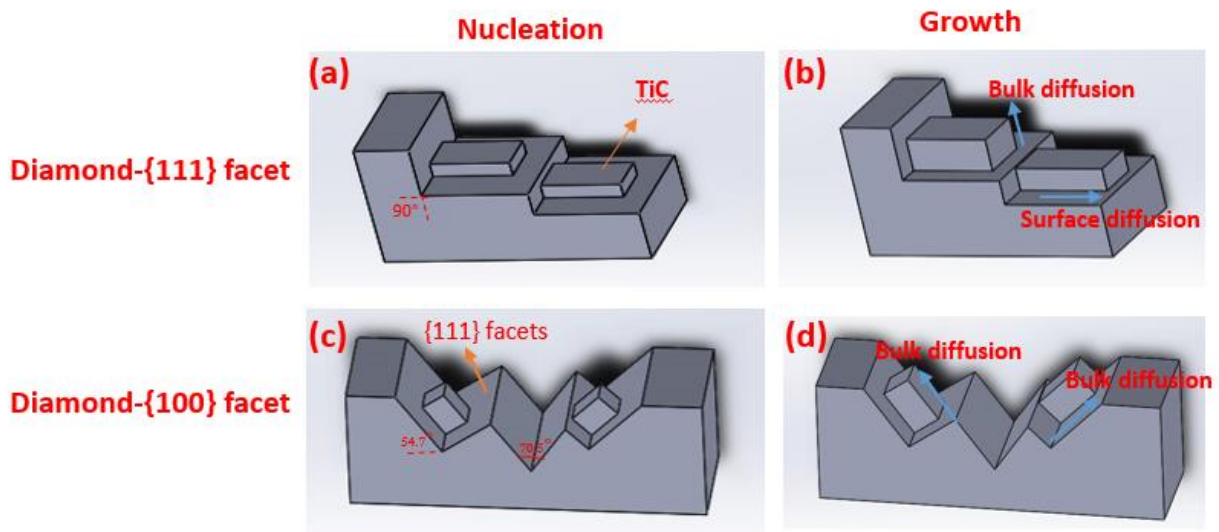 Nucleation
Growth
Diamond-{111} facet
(a)
TiC
90°
(b)
Bulk diffusion
Surface diffusion
Diamond-{100} facet
(c)
{111} facets
54.7°
70.5°
(d)
Bulk diffusion
Bulk diffusion